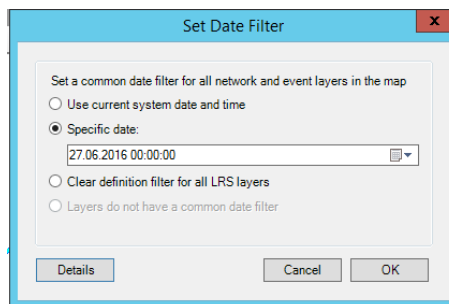 Set Date Filter
x
Set a common date filter for all network and event layers in the map
Use current system date and time
Specific date:
27.06.2016 00:00:00
Clear definition filter for all LRS layers
Layers do not have a common date filter
Details
Cancel
OK